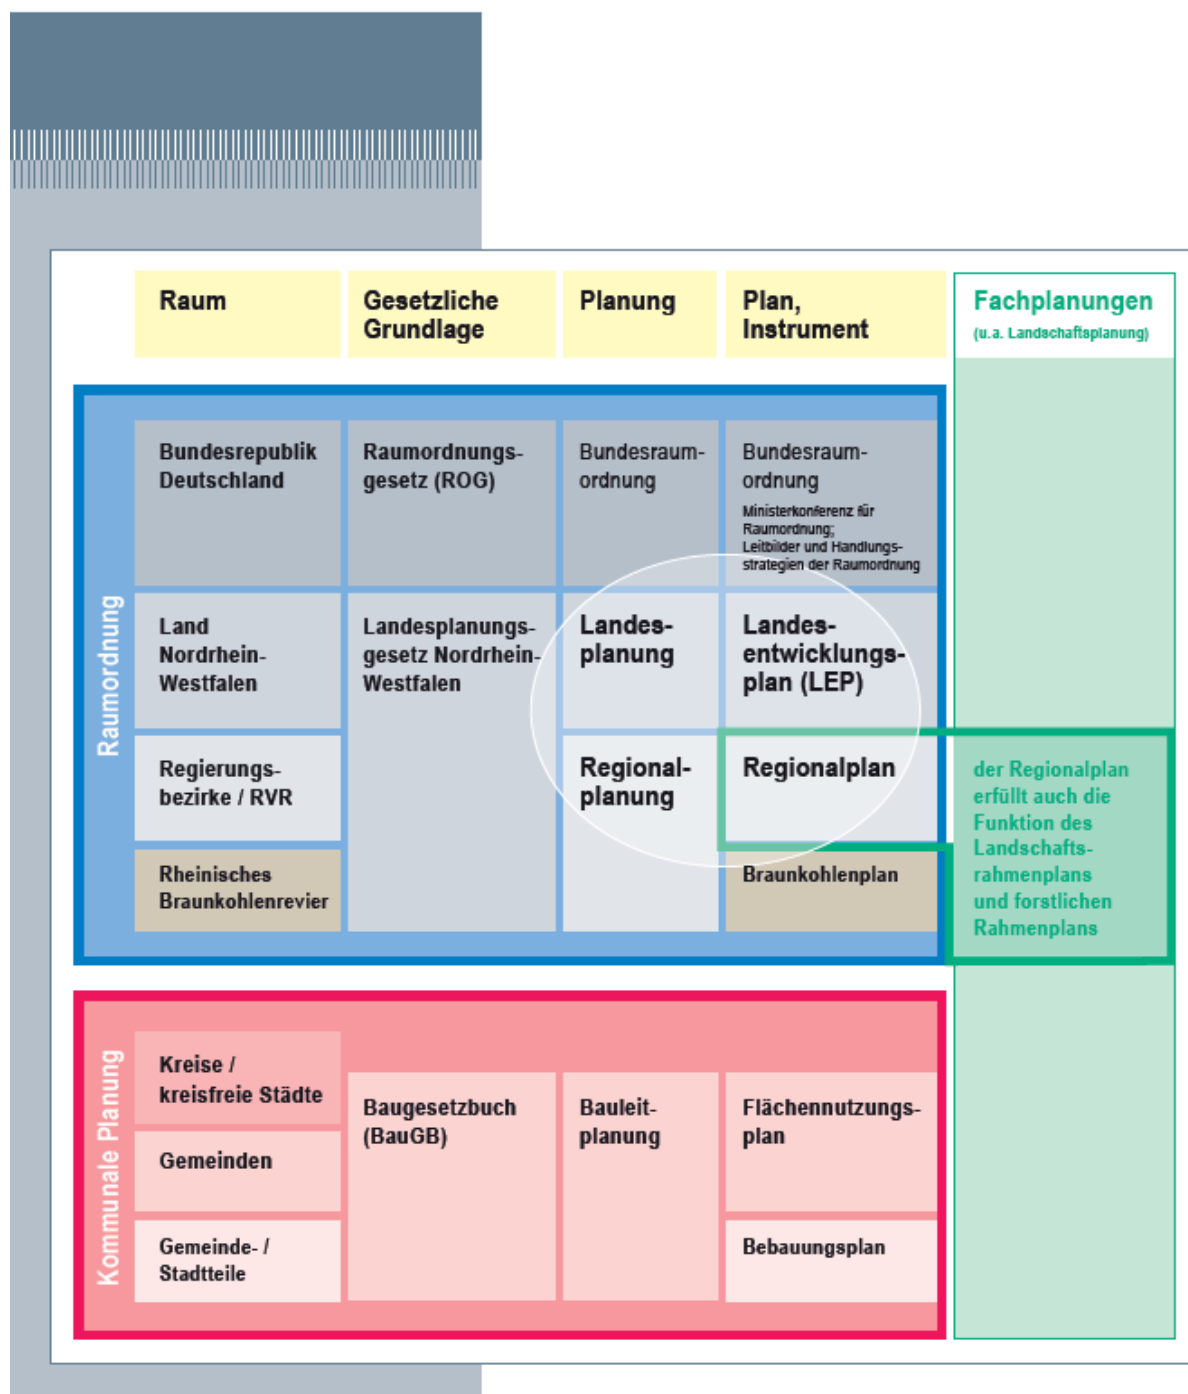 Raum
Gesetzliche
Grundlage
Planung
Plan,
Instrument
Fachplanungen
(u.a. Landschaftsplanung)
Raumordnung
Bundesrepublik
Deutschland
Raumordnungs-
gesetz (ROG)
Bundesraum-
ordnung
Bundesraum-
ordnung
Ministerkonferenz für
Raumordnung;
Leitbilder und Handlungs-
strategien der Raumordnung
Land
Nordrhein-
Westfalen
Landesplanungs-
gesetz Nordrhein-
Westfalen
Landes-
planung
Landes-
entwicklungs-
plan (LEP)
Regierungs-
bezirke / RVR
Regional-
planung
Regionalplan
der Regionalplan
erfüllt auch die
Funktion des
Landschafts-
rahmenplans
und forstlichen
Rahmenplans
Rheinisches
Braunkohlenrevier
Braunkohlenplan
Kommunale Planung
Kreise /
kreisfreie Städte
Gemeinden
Gemeinde- /
Stadtteile
Baugesetzbuch
(BauGB)
Bauleit-
planung
Flächennutzungs-
plan
Bebauungsplan